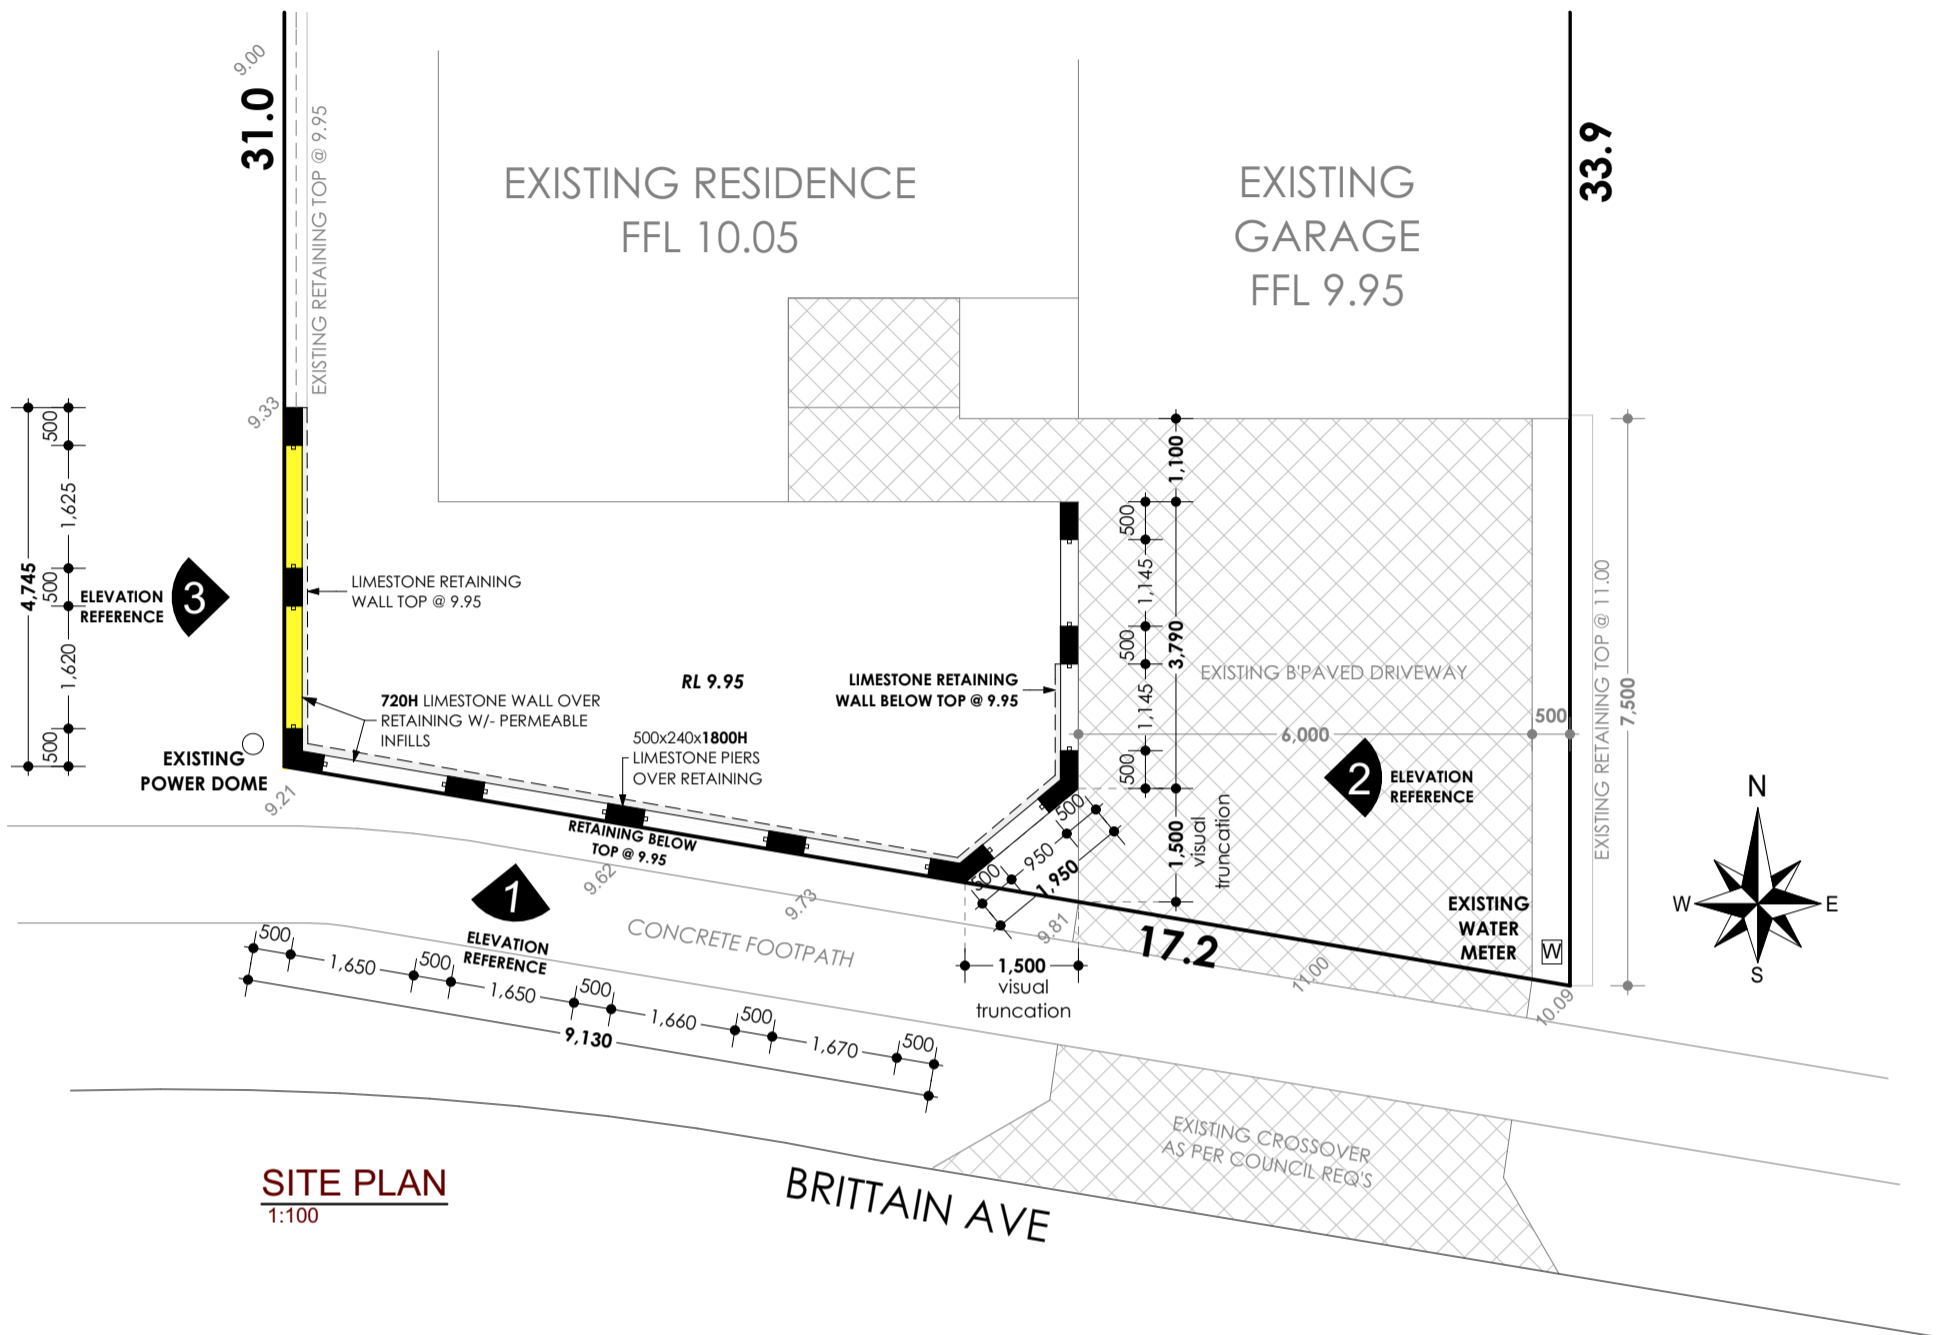 9.00
31.0
EXISTING RETAINING TOP @ 9.95
EXISTING RESIDENCE
FFL 10.05
EXISTING
GARAGE
FFL 9.95
33.9
9.33
500
1,625
500
1,620
500
4,745
ELEVATION
REFERENCE
3
LIMESTONE RETAINING
WALL TOP @ 9.95
720H LIMESTONE WALL OVER
RETAINING W/- PERMEABLE
INFILLS
RL 9.95
500x240x1800H
LIMESTONE PIERS
OVER RETAINING
LIMESTONE RETAINING
WALL BELOW TOP @ 9.95
1,100
500
1,145
500
1,145
500
3,790
1,500
visual
truncation
EXISTING B'PAVED DRIVEWAY
6,000
500
7,500
EXISTING RETAINING TOP @ 11.00
2
ELEVATION
REFERENCE
EXISTING
POWER DOME
9.21
RETAINING BELOW
TOP @ 9.95
9.62
9.73
9.81
11.00
10.09
500
950
500
1,950
1,500
visual
truncation
17.2
EXISTING
WATER
METER
W
N
W
E
S
1
ELEVATION
REFERENCE
CONCRETE FOOTPATH
500
1,650
500
1,650
500
1,660
500
1,670
500
9,130
EXISTING CROSSOVER
AS PER COUNCIL REQ'S
BRITTAIN AVE
SITE PLAN
1:100